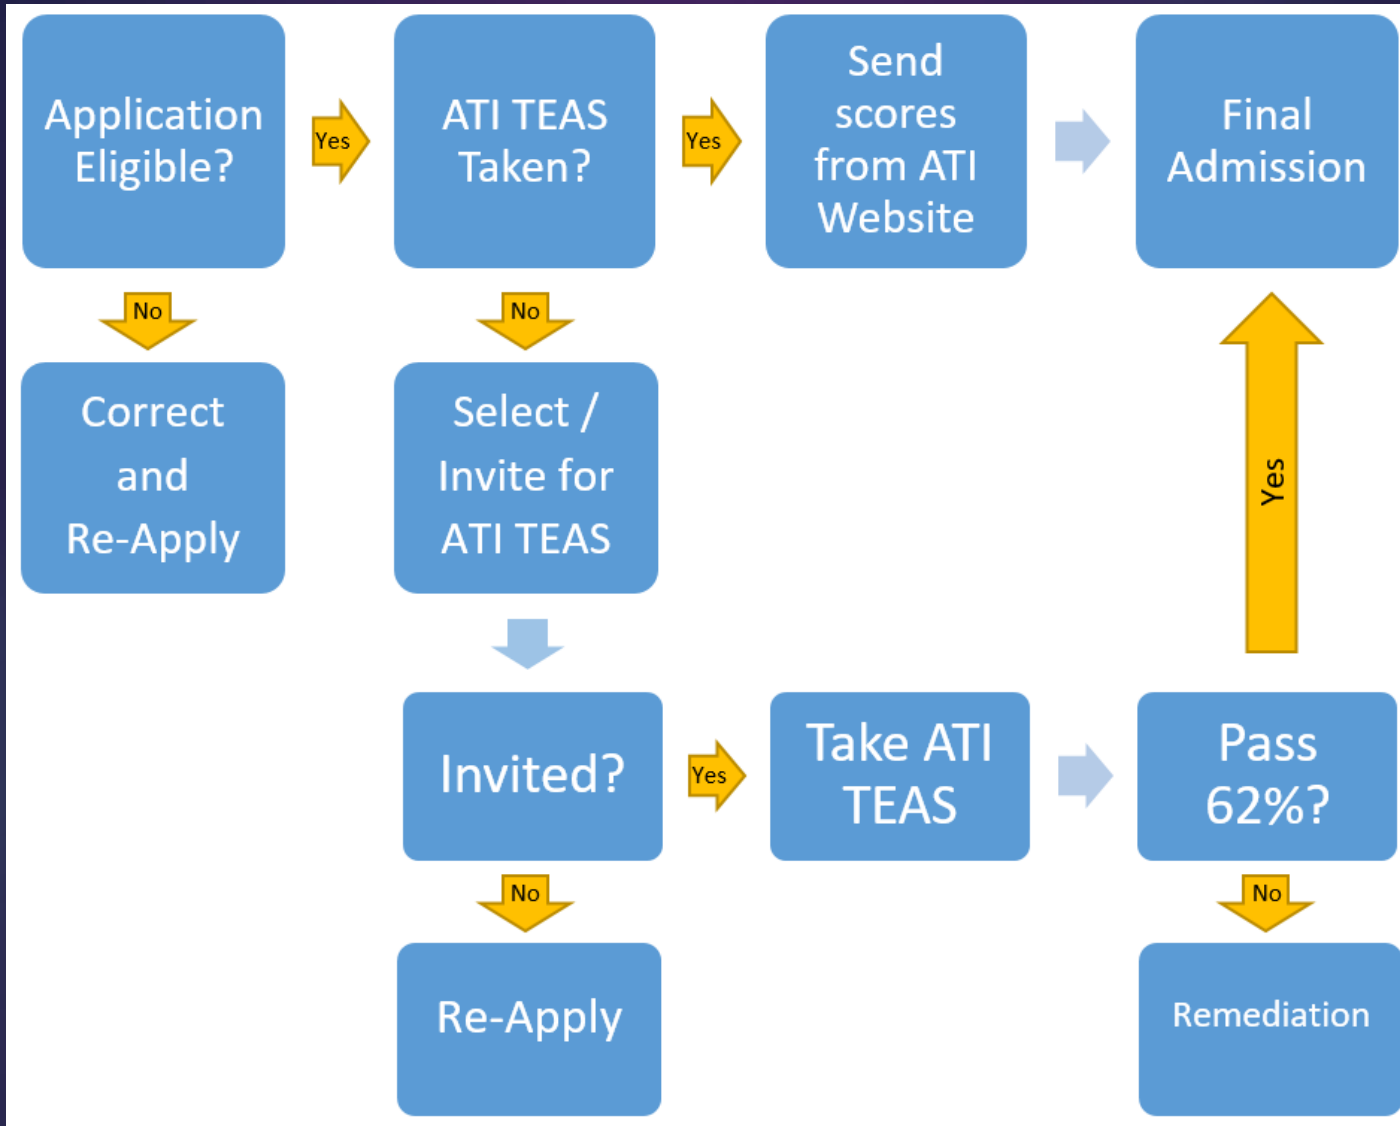 Application
Eligible?
Yes
ATI TEAS
Taken?
Yes
Send
scores
from ATI
Website
Final
Admission
No
No
Correct
and
Re-Apply
Select /
Invite for
ATI TEAS
Yes
Invited?
Yes
Take ATI
TEAS
Pass
62%?
No
No
Re-Apply
Remediation